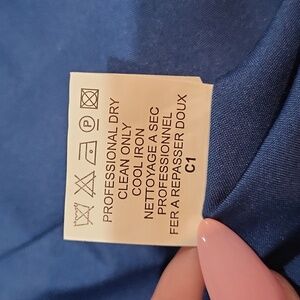 P
PROFESSIONAL DRY
CLEAN ONLY
COOL IRON
NETTOYAGE A SEC
PROFESSIONNEL
FER A REPASSER DOUX
C1